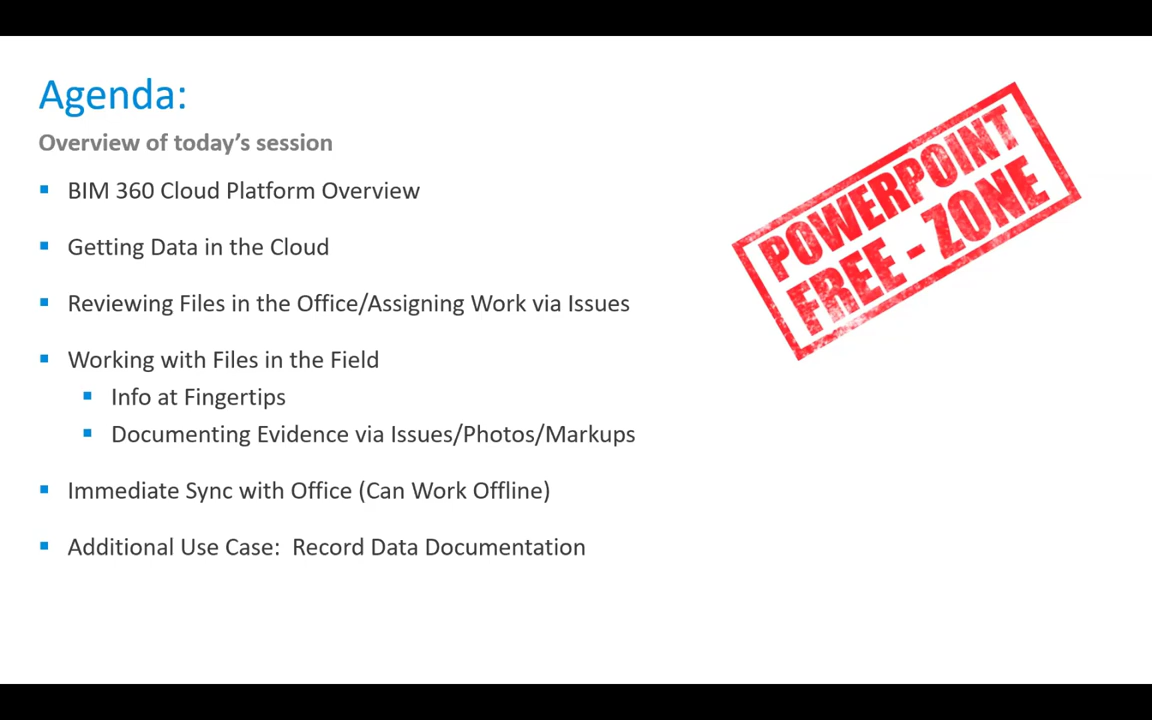 Agenda:
Overview of today's session
BIM 360 Cloud Platform Overview
Getting Data in the Cloud
Reviewing Files in the Office/Assigning Work via Issues
Working with Files in the Field
Info at Fingertips
Documenting Evidence via Issues/Photos/Markups
Immediate Sync with Office (Can Work Offline)
Additional Use Case:  Record Data Documentation
POWERPOINT
FREE - ZONE